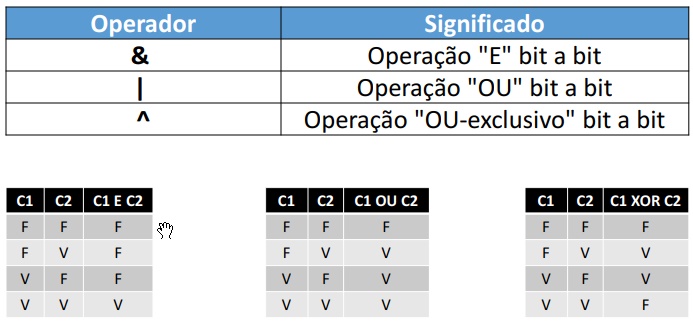 Operador Significado
& Operação "E" bit a bit
| Operação "OU" bit a bit
^ Operação "OU-exclusivo" bit a bit
C1 C2 C1 E C2 C1 C2 C1 OU C2 C1 C2 C1 XOR C2
F F F F F F F F F
F V F F V V F V V
V F F V F V V F V
V V V V V V V V F